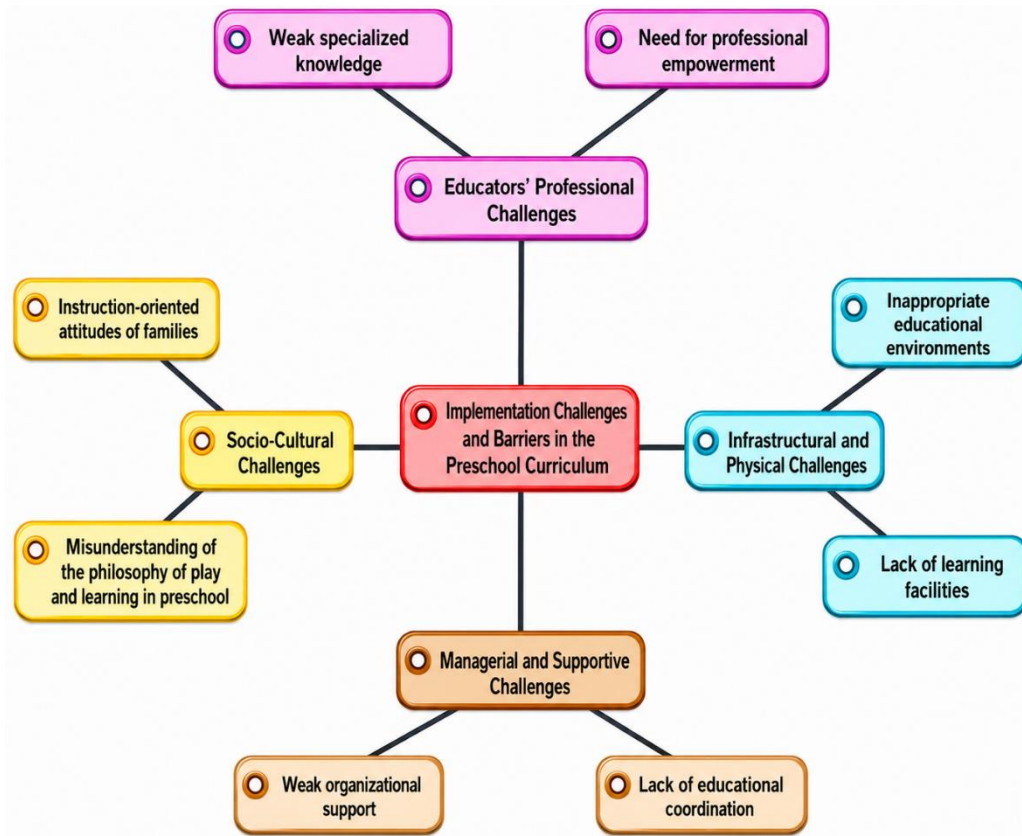 Weak specialized
knowledge
Need for professional
empowerment
Educators' Professional
Challenges
Instruction-oriented
attitudes of families
Inappropriate
educational
environments
Socio-Cultural
Challenges
Implementation Challenges
and Barriers in the
Preschool Curriculum
Infrastructural and
Physical Challenges
Misunderstanding of
the philosophy of play
and learning in preschool
Lack of learning
facilities
Managerial and Supportive
Challenges
Weak organizational
support
Lack of educational
coordination